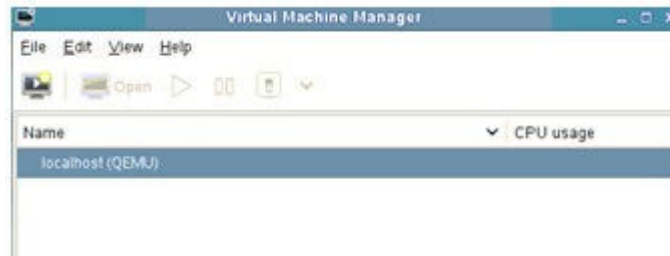 Virtual Machine Manager
File Edit View Help
Open
Name CPU usage
localhost (QEMU)